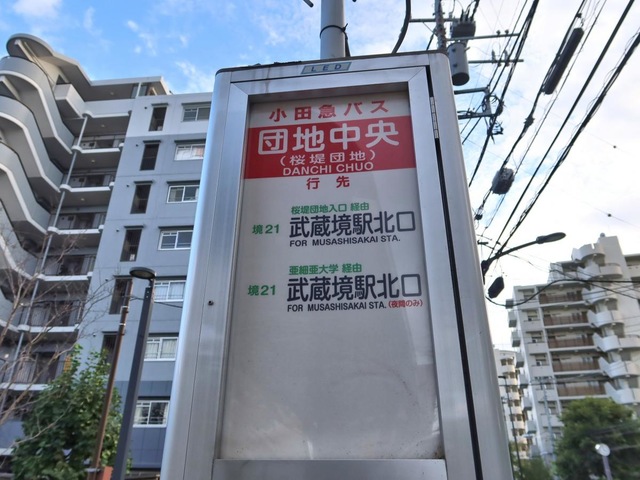 LED
小田急バス
団地中央
(桜堤団地)
DANCHI CHUO
行先
桜堤団地入口 経由
境21 武蔵境駅北口
FOR MUSASHISAKAI STA.
亜細亜大学 経由
境21 武蔵境駅北口
FOR MUSASHISAKAI STA. (夜間のみ)